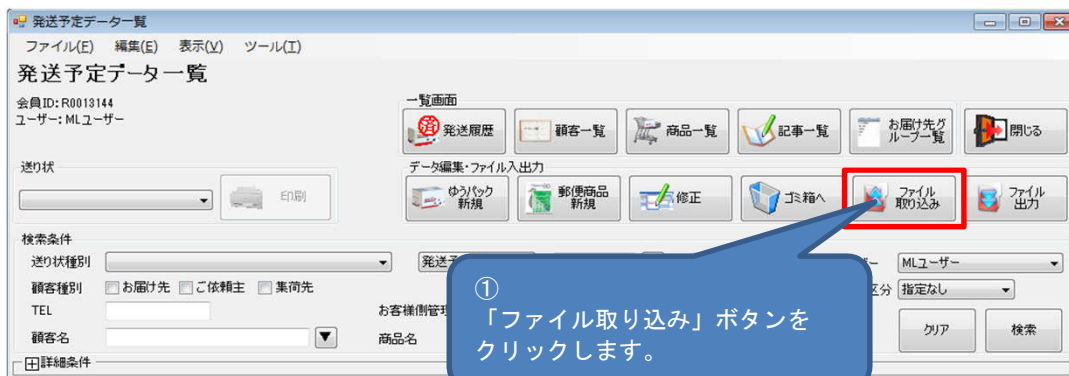 発送予定データ一覧
ファイル(F) 編集(E) 表示(V) ツール(T)
発送予定データ一覧
会員ID:R0013144
ユーザー:MLユーザー
一覧画面
済 発送履歴 顧客一覧 商品一覧 記事一覧 お届け先グループ一覧 閉じる
送り状
印刷
データ編集・ファイル入出力
ゆうパック新規 郵便商品新規 修正 ゴミ箱へ ファイル取り込み ファイル出力
検索条件
送り状種別 発送予 MLユーザー
顧客種別 お届け先 ご依頼主 集荷先 区分 指定なし
TEL お客様側管理
顧客名 商品名 クリア 検索
詳細条件
①
「ファイル取り込み」ボタンを
クリックします。